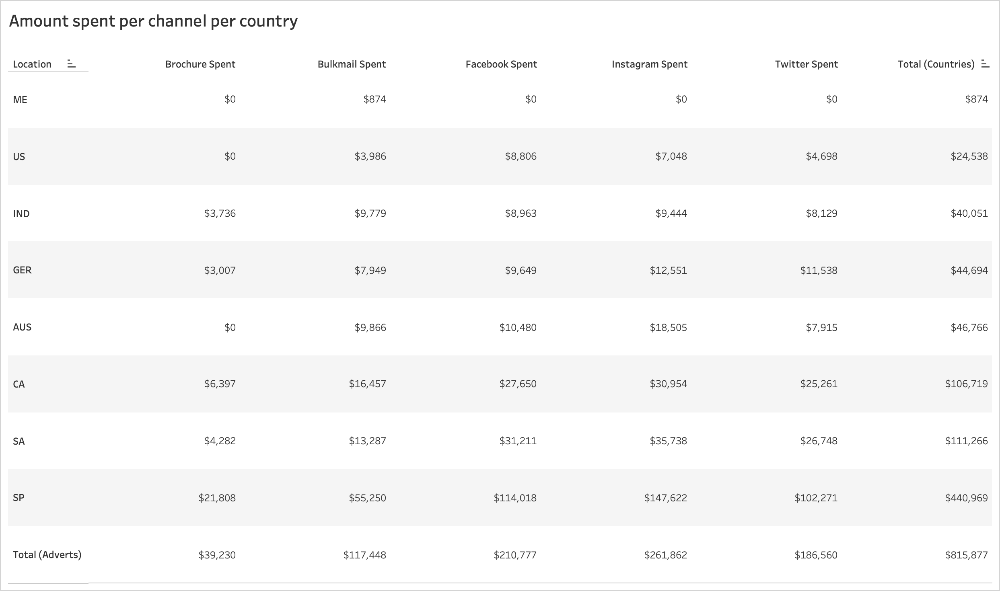 Amount spent per channel per country
Location Brochure Spent Bulkmail Spent Facebook Spent Instagram Spent Twitter Spent Total (Countries)
ME $0 $874 $0 $0 $0 $874
US $0 $3,986 $8,806 $7,048 $4,698 $24,538
IND $3,736 $9,779 $8,963 $9,444 $8,129 $40,051
GER $3,007 $7,949 $9,649 $12,551 $11,538 $44,694
AUS $0 $9,866 $10,480 $18,505 $7,915 $46,766
CA $6,397 $16,457 $27,650 $30,954 $25,261 $106,719
SA $4,282 $13,287 $31,211 $35,738 $26,748 $111,266
SP $21,808 $55,250 $114,018 $147,622 $102,271 $440,969
Total (Adverts) $39,230 $117,448 $210,777 $261,862 $186,560 $815,877